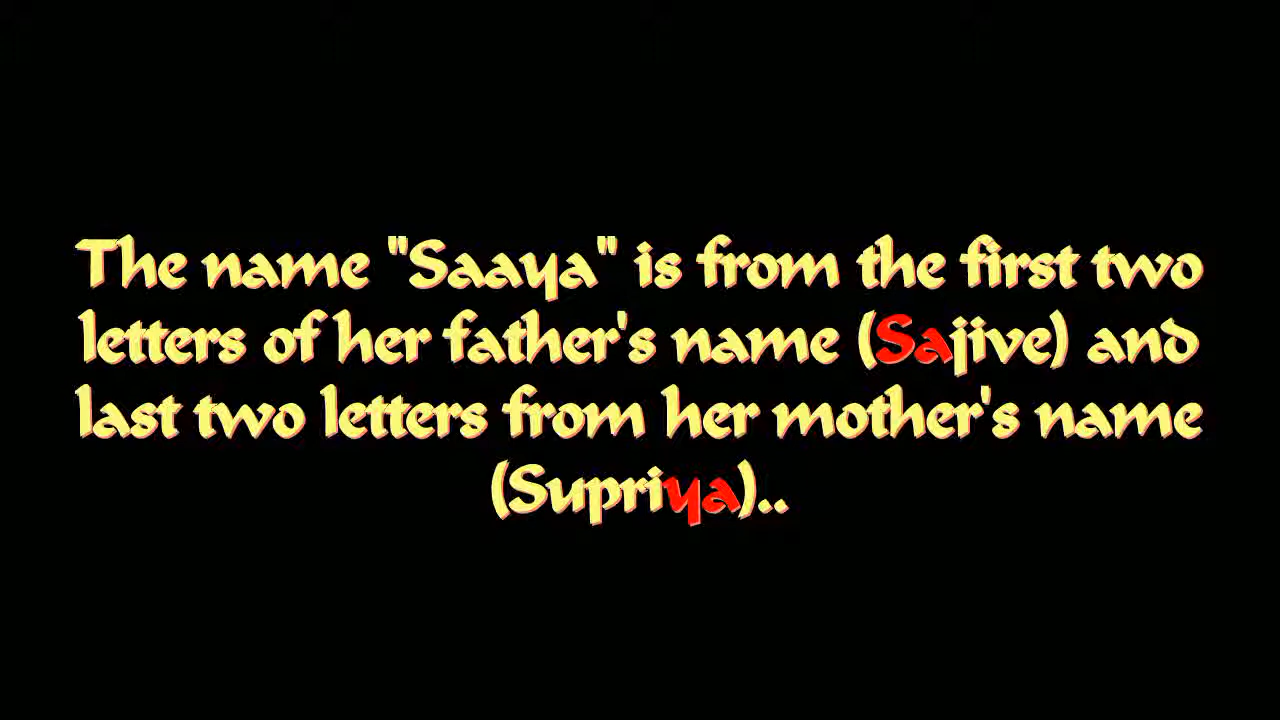 The name "Saaya" is from the first two
letters of her father's name (Sajive) and
last two letters from her mother's name
(Supriya)..